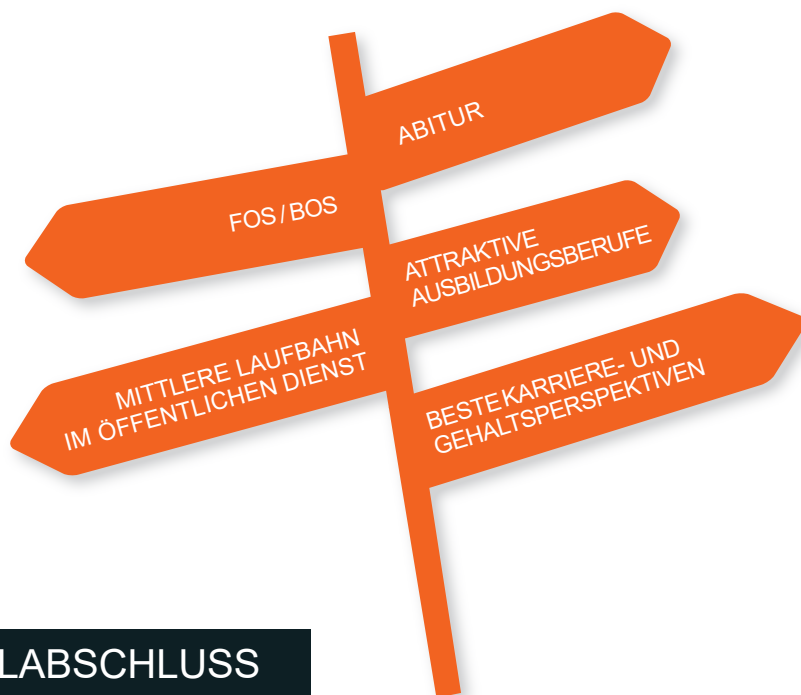 ABITUR
FOS / BOS
ATTRAKTIVE
AUSBILDUNGSBERUFE
MITTLERE LAUFBAHN
IM ÖFFENTLICHEN DIENST
BESTE KARRIERE- UND
GEHALTSPERSPEKTIVEN
LABSCHLUSS